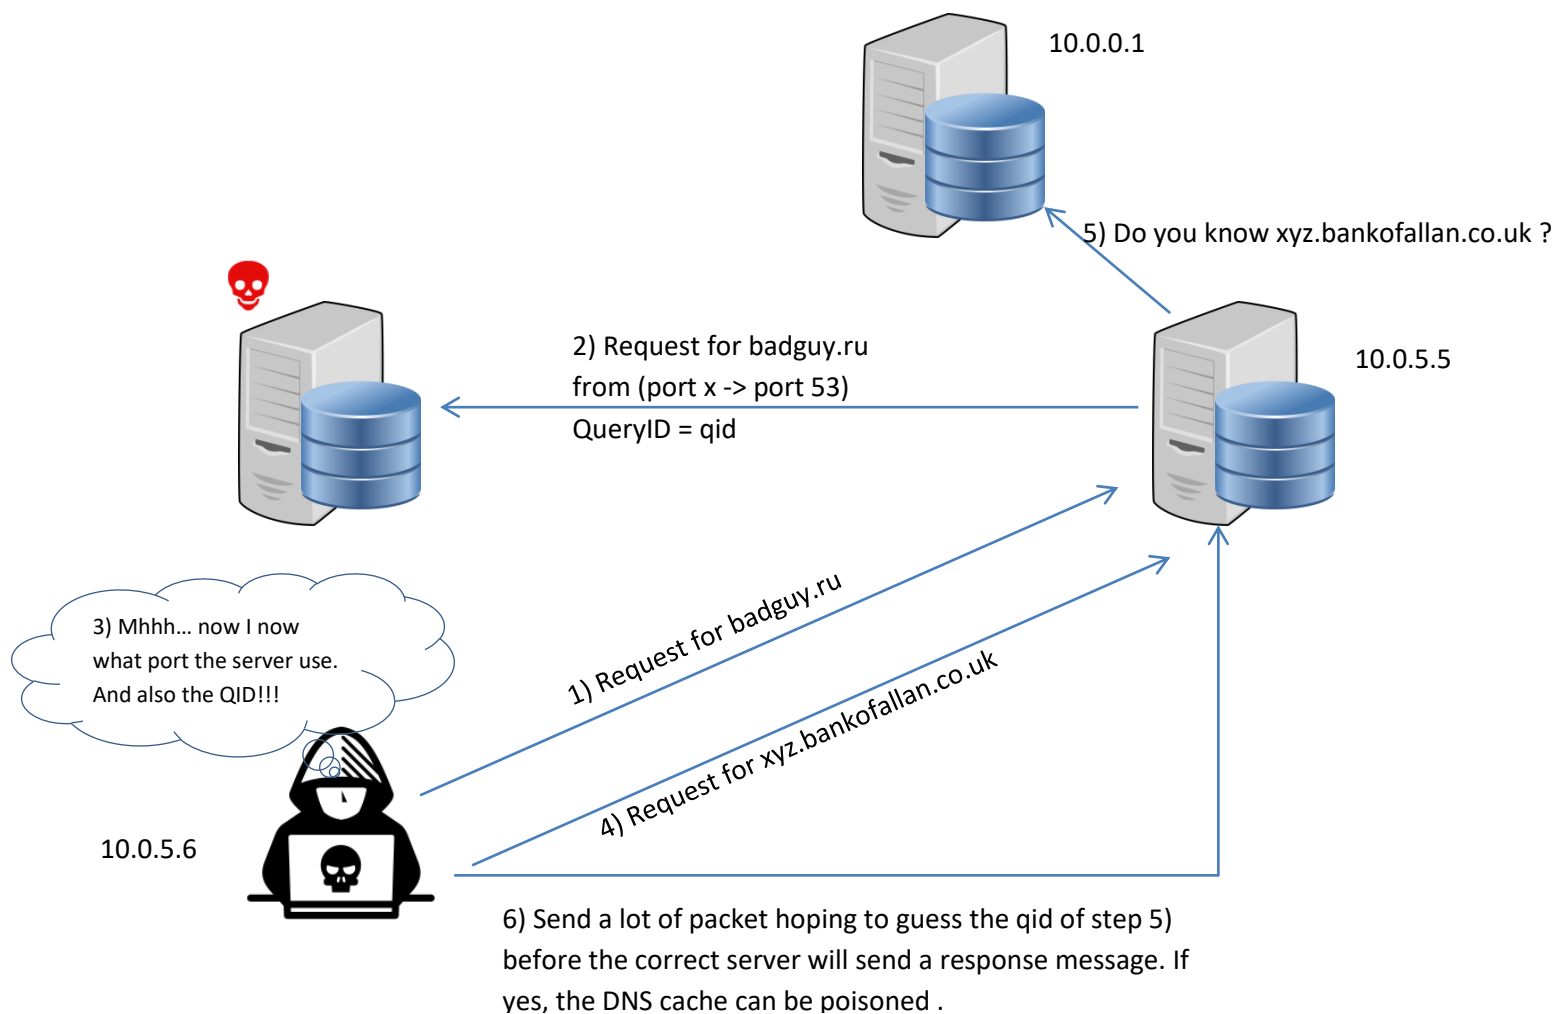 10.0.0.1
5) Do you know xyz.bankofallan.co.uk ?
2) Request for badguy.ru
from (port x -> port 53)
QueryID = qid
10.0.5.5
3) Mhhh... now I now
what port the server use.
And also the QID!!!
1) Request for badguy.ru
4) Request for xyz.bankofallan.co.uk
10.0.5.6
6) Send a lot of packet hoping to guess the qid of step 5)
before the correct server will send a response message. If
yes, the DNS cache can be poisoned .